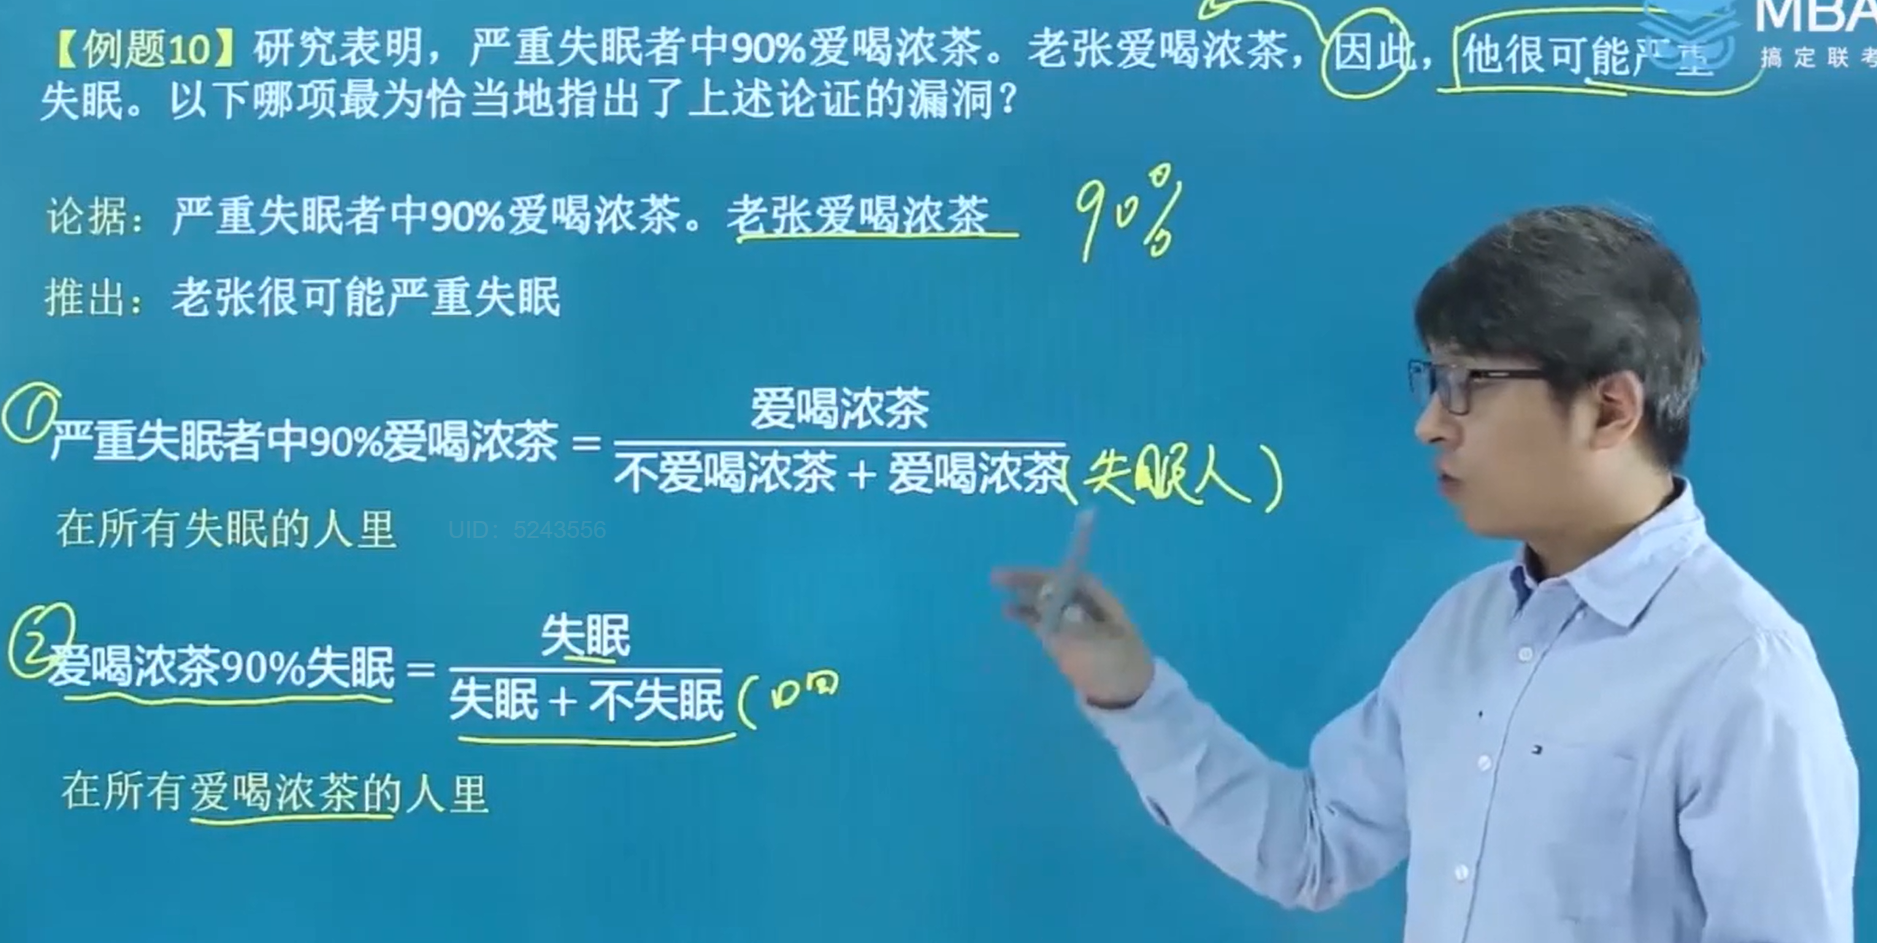 【例题10】研究表明，严重失眠者中90%爱喝浓茶。老张爱喝浓茶，因此，他很可能严重
失眠。以下哪项最为恰当地指出了上述论证的漏洞？
MBA
搞定联考
论据：严重失眠者中90%爱喝浓茶。老张爱喝浓茶
90%
推出：老张很可能严重失眠
①
严重失眠者中90%爱喝浓茶 =
爱喝浓茶
不爱喝浓茶 + 爱喝浓茶
(失眠人)
在所有失眠的人里
UID：5243556
②
爱喝浓茶90%失眠 =
失眠
失眠 + 不失眠
在所有爱喝浓茶的人里